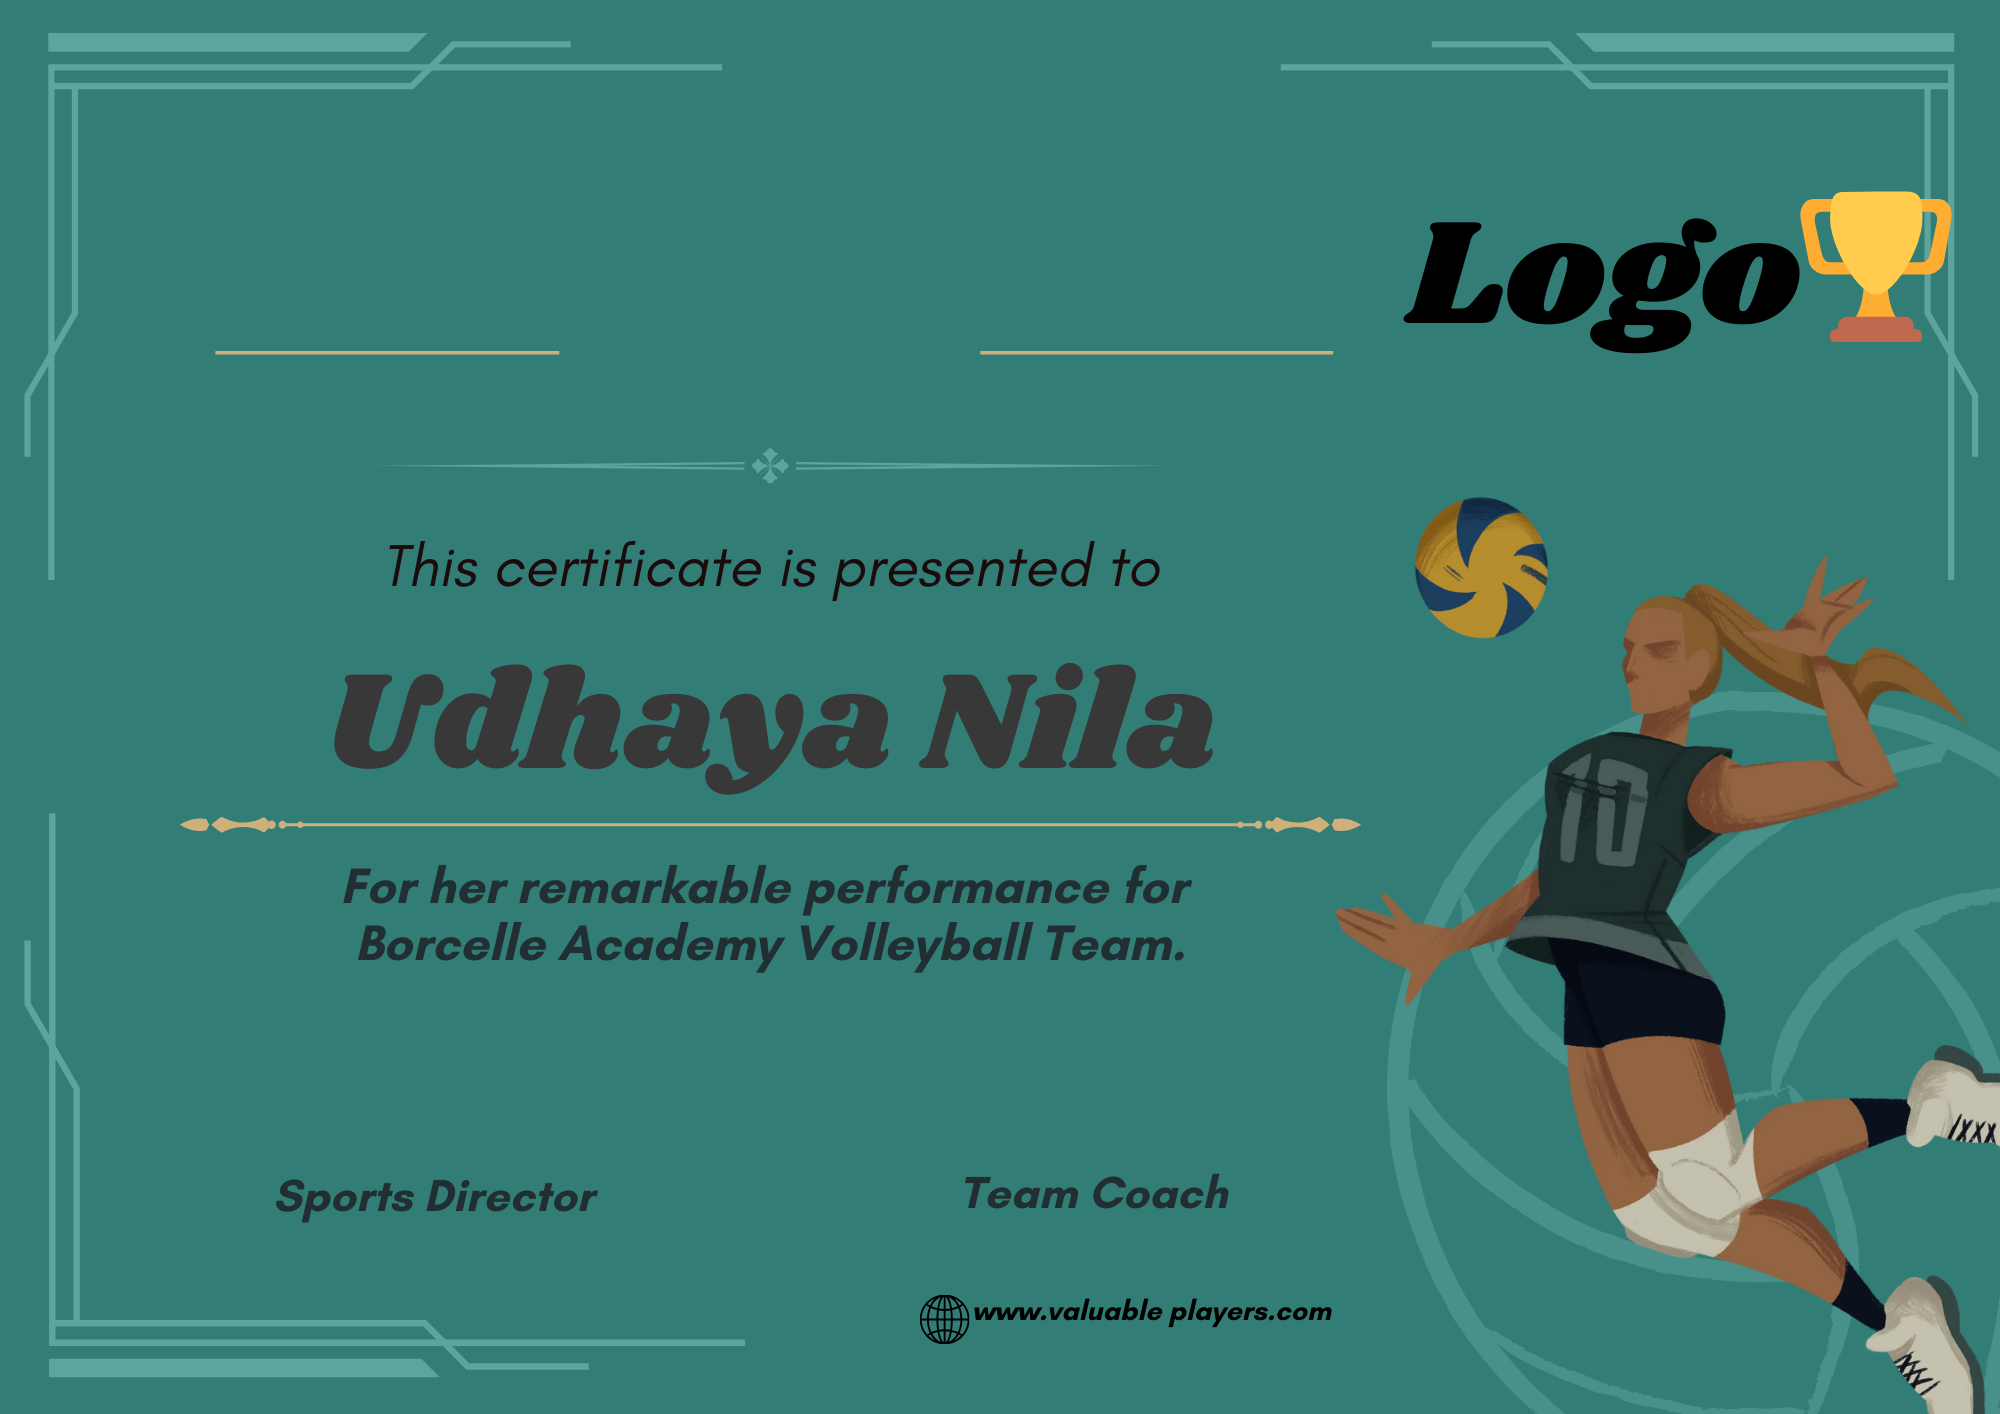 Logo
This certificate is presented to
Udhaya Nila
For her remarkable performance for
Borcelle Academy Volleyball Team.
10
Sports Director
Team Coach
www.valuable players.com